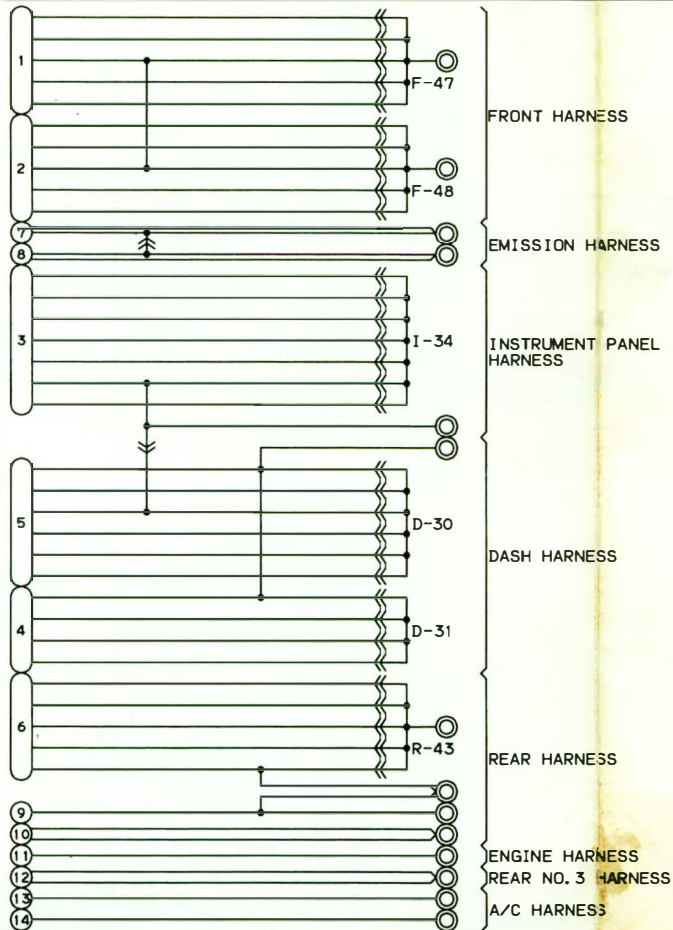 1
F-47
FRONT HARNESS
2
F-48
7
8
EMISSION HARNESS
3
I-34
INSTRUMENT PANEL
HARNESS
5
D-30
DASH HARNESS
4
D-31
6
R-43
REAR HARNESS
9
10
11
ENGINE HARNESS
12
REAR NO.3 HARNESS
13
A/C HARNESS
14